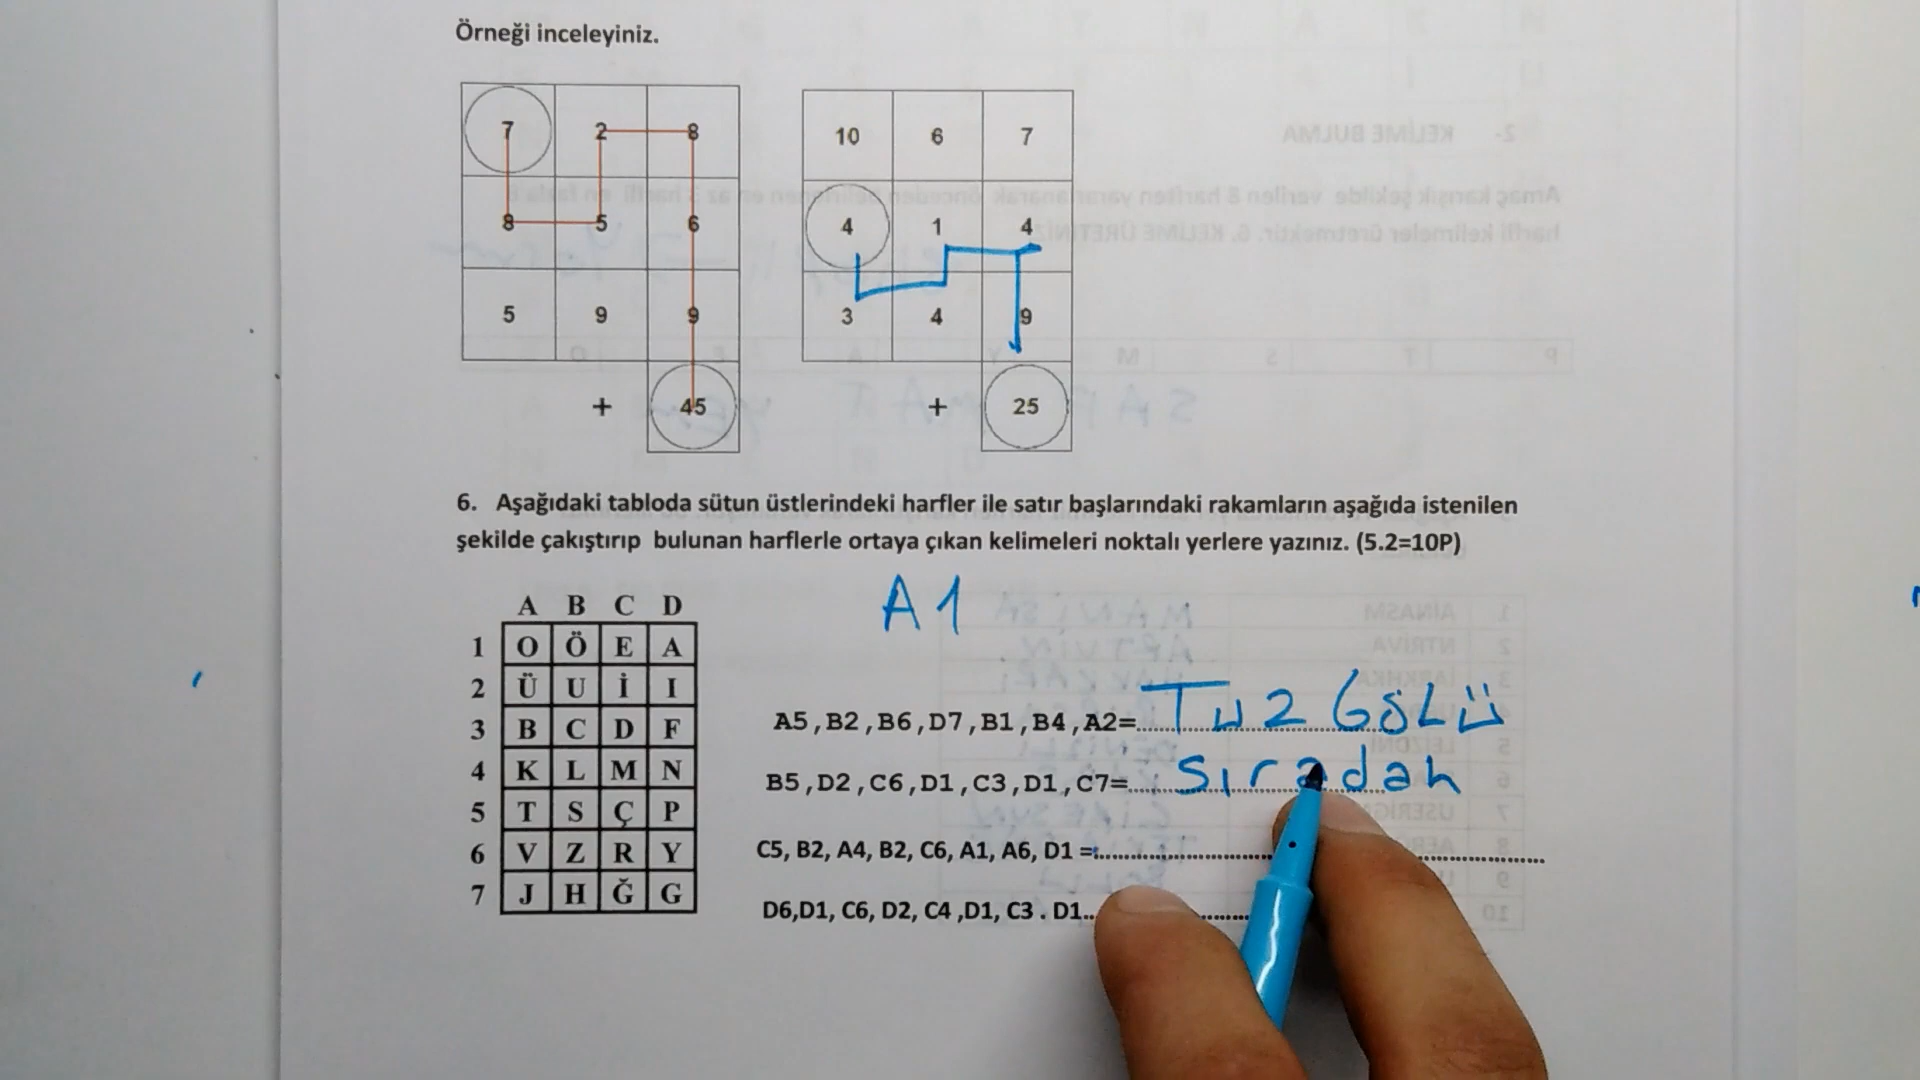 Örneği inceleyiniz.
7 2 8
8 5 6
5 9 9
+ 45
10 6 7
4 1 4
3 4 9
+ 25
6. Aşağıdaki tabloda sütun üstlerindeki harfler ile satır başlarındaki rakamların aşağıda istenilen
şekilde çakıştırıp bulunan harflerle ortaya çıkan kelimeleri noktalı yerlere yazınız. (5.2=10P)
A1
A B C D
1 O Ö E A
2 Ü U İ I
3 B C D F
4 K L M N
5 T S Ç P
6 V Z R Y
7 J H Ğ G
A5,B2,B6,D7,B1,B4,A2=Tuz GöLü
B5,D2,C6,D1,C3,D1,C7=sıradan
C5, B2, A4, B2, C6, A1, A6, D1 =
D6,D1, C6, D2, C4 ,D1, C3 . D1..